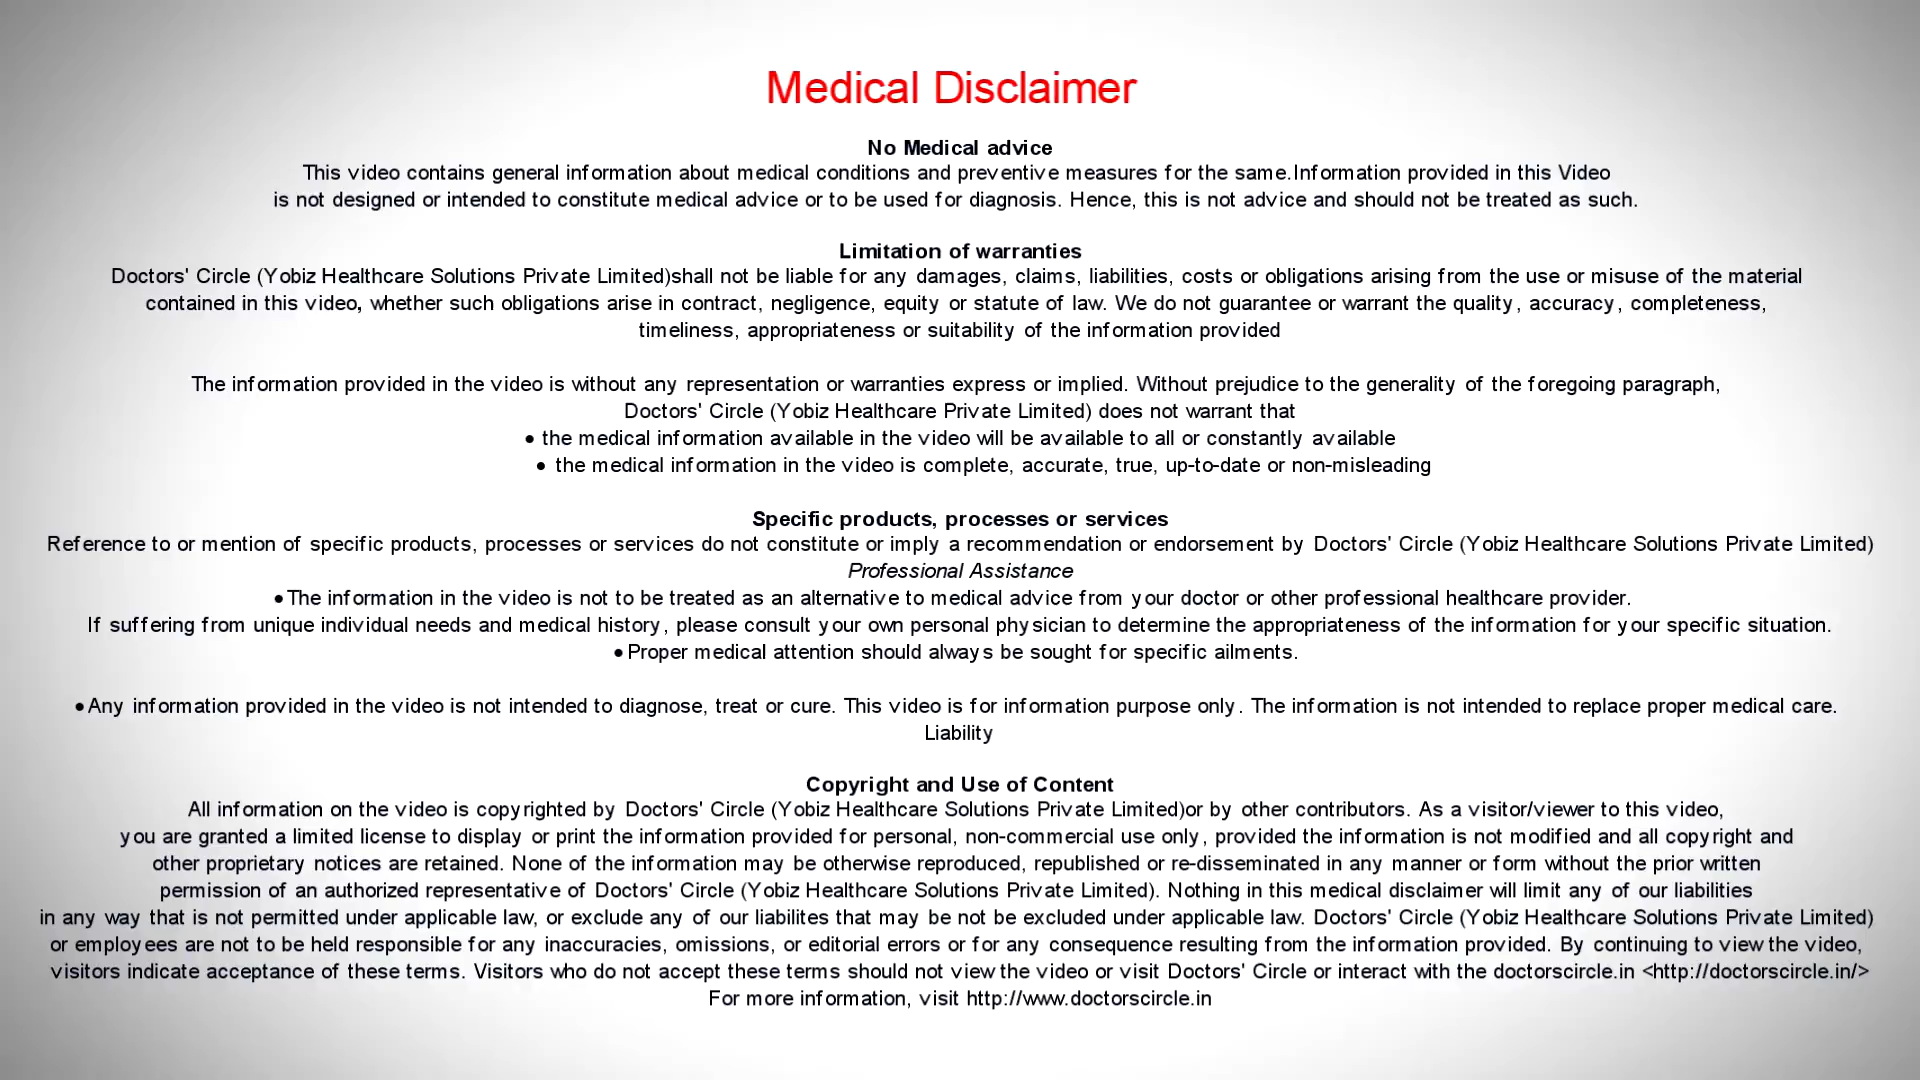 Medical Disclaimer
No Medical advice
This video contains general information about medical conditions and preventive measures for the same.Information provided in this Video
is not designed or intended to constitute medical advice or to be used for diagnosis. Hence, this is not advice and should not be treated as such.
Limitation of warranties
Doctors' Circle (Yobiz Healthcare Solutions Private Limited)shall not be liable for any damages, claims, liabilities, costs or obligations arising from the use or misuse of the material
contained in this video, whether such obligations arise in contract, negligence, equity or statute of law. We do not guarantee or warrant the quality, accuracy, completeness,
timeliness, appropriateness or suitability of the information provided
The information provided in the video is without any representation or warranties express or implied. Without prejudice to the generality of the foregoing paragraph,
Doctors' Circle (Yobiz Healthcare Private Limited) does not warrant that
• the medical information available in the video will be available to all or constantly available
• the medical information in the video is complete, accurate, true, up-to-date or non-misleading
Specific products, processes or services
Reference to or mention of specific products, processes or services do not constitute or imply a recommendation or endorsement by Doctors' Circle (Yobiz Healthcare Solutions Private Limited)
Professional Assistance
•The information in the video is not to be treated as an alternative to medical advice from your doctor or other professional healthcare provider.
If suffering from unique individual needs and medical history, please consult your own personal physician to determine the appropriateness of the information for your specific situation.
•Proper medical attention should always be sought for specific ailments.
•Any information provided in the video is not intended to diagnose, treat or cure. This video is for information purpose only. The information is not intended to replace proper medical care.
Liability
Copyright and Use of Content
All information on the video is copyrighted by Doctors' Circle (Yobiz Healthcare Solutions Private Limited)or by other contributors. As a visitor/viewer to this video,
you are granted a limited license to display or print the information provided for personal, non-commercial use only, provided the information is not modified and all copyright and
other proprietary notices are retained. None of the information may be otherwise reproduced, republished or re-disseminated in any manner or form without the prior written
permission of an authorized representative of Doctors' Circle (Yobiz Healthcare Solutions Private Limited). Nothing in this medical disclaimer will limit any of our liabilities
in any way that is not permitted under applicable law, or exclude any of our liabilites that may be not be excluded under applicable law. Doctors' Circle (Yobiz Healthcare Solutions Private Limited)
or employees are not to be held responsible for any inaccuracies, omissions, or editorial errors or for any consequence resulting from the information provided. By continuing to view the video,
visitors indicate acceptance of these terms. Visitors who do not accept these terms should not view the video or visit Doctors' Circle or interact with the doctorscircle.in <http://doctorscircle.in/>
For more information, visit http://www.doctorscircle.in